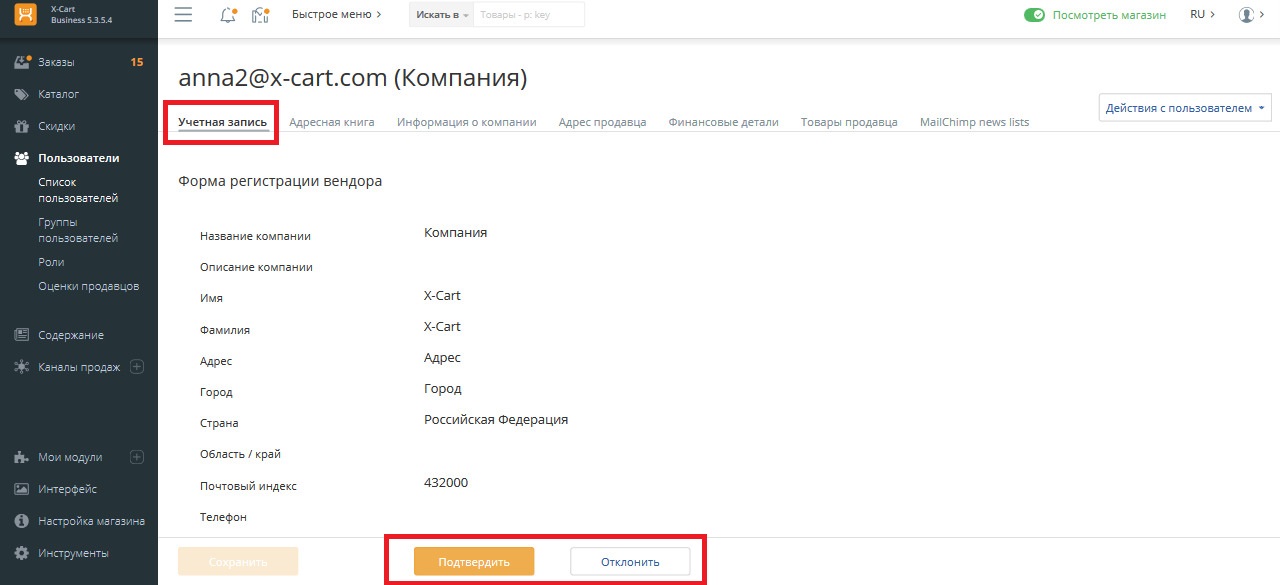 X-Cart
Business 5.3.5.4
Быстрое меню
Искать в
Товары - p: key
Посмотреть магазин
RU
Заказы
15
Каталог
Скидки
Пользователи
Список
пользователей
Группы
пользователей
Роли
Оценки продавцов
Содержание
Каналы продаж
Мои модули
Интерфейс
Настройка магазина
Инструменты
anna2@x-cart.com (Компания)
Действия с пользователем
Учетная запись Адресная книга Информация о компании Адрес продавца Финансовые детали Товары продавца MailChimp news lists
Форма регистрации вендора
Название компании Компания
Описание компании
Имя X-Cart
Фамилия X-Cart
Адрес Адрес
Город Город
Страна Российская Федерация
Область / край
Почтовый индекс 432000
Телефон
Сохранить Подтвердить Отклонить